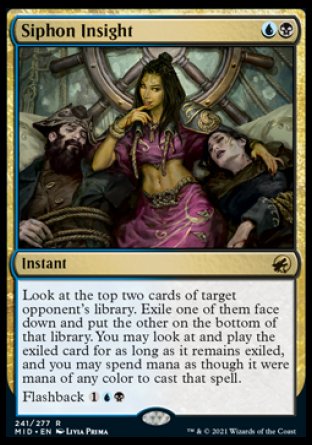 Siphon Insight
Instant
Look at the top two cards of target
opponent's library. Exile one of them face
down and put the other on the bottom of
that library. You may look at and play the
exiled card for as long as it remains exiled,
and you may spend mana as though it were
mana of any color to cast that spell.
Flashback 1
241/277 R
MID • EN LIVIA PRIMA
™ & © 2021 Wizards of the Coast